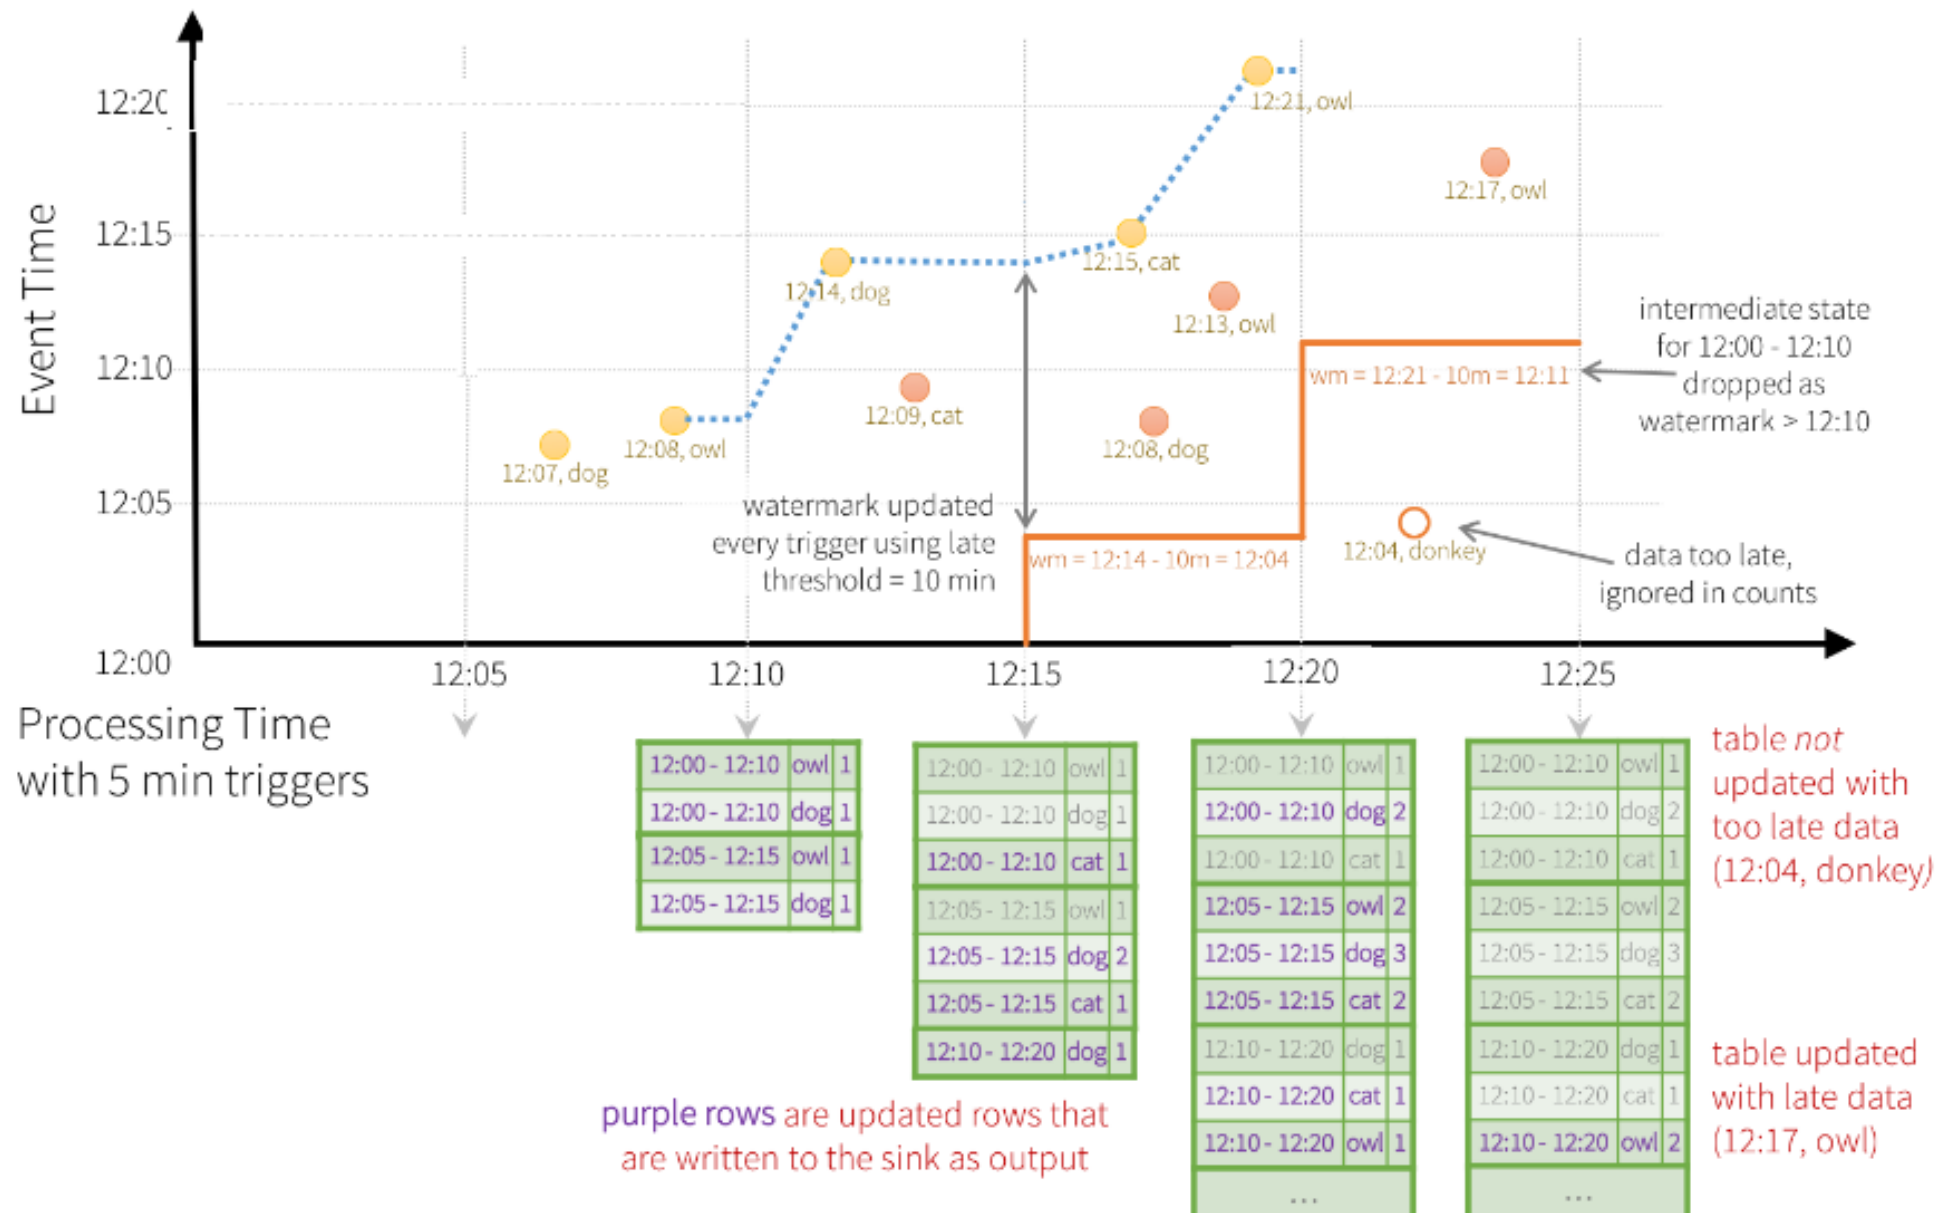 Event Time
12:20
12:15
12:10
12:05
12:00
12:21, owl
12:17, owl
12:15, cat
12:14, dog
12:13, owl
12:09, cat
12:08, dog
12:08, owl
12:07, dog
12:04, donkey
intermediate state
for 12:00 - 12:10
dropped as
watermark > 12:10
wm = 12:21 - 10m = 12:11
watermark updated
every trigger using late
threshold = 10 min
wm = 12:14 - 10m = 12:04
data too late,
ignored in counts
12:05 12:10 12:15 12:20 12:25
Processing Time
with 5 min triggers
12:00 - 12:10 owl 1
12:00 - 12:10 dog 1
12:05 - 12:15 owl 1
12:05 - 12:15 dog 1
12:00 - 12:10 owl 1
12:00 - 12:10 dog 1
12:00 - 12:10 cat 1
12:05 - 12:15 owl 1
12:05 - 12:15 dog 2
12:05 - 12:15 cat 1
12:10 - 12:20 dog 1
12:00 - 12:10 owl 1
12:00 - 12:10 dog 2
12:00 - 12:10 cat 1
12:05 - 12:15 owl 2
12:05 - 12:15 dog 3
12:05 - 12:15 cat 2
12:10 - 12:20 dog 1
12:10 - 12:20 cat 1
12:10 - 12:20 owl 1
...
12:00 - 12:10 owl 1
12:00 - 12:10 dog 2
12:00 - 12:10 cat 1
12:05 - 12:15 owl 2
12:05 - 12:15 dog 3
12:05 - 12:15 cat 2
12:10 - 12:20 dog 1
12:10 - 12:20 cat 1
12:10 - 12:20 owl 2
...
table not
updated with
too late data
(12:04, donkey)
table updated
with late data
(12:17, owl)
purple rows are updated rows that
are written to the sink as output